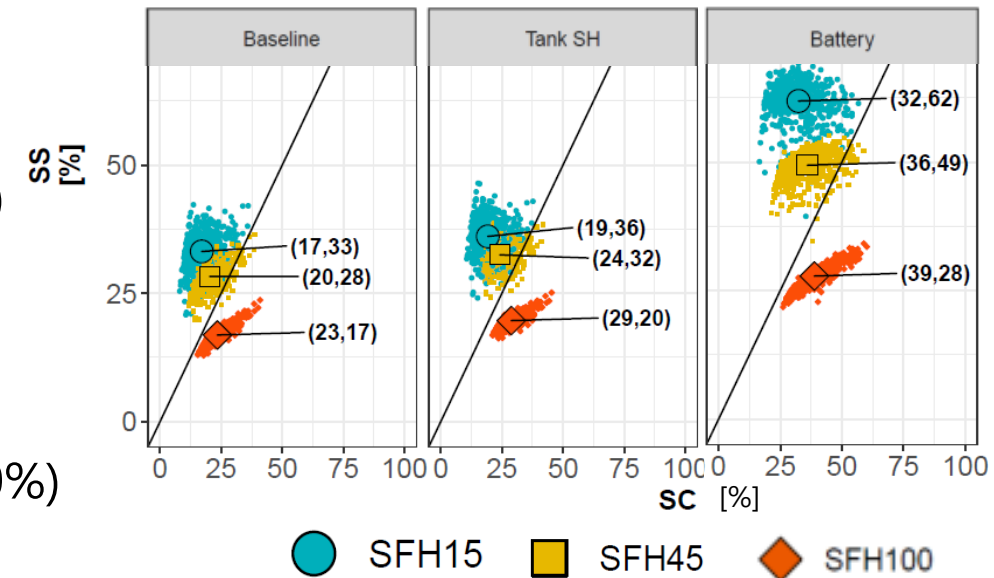 Baseline
Tank SH
Battery
SS
[%]
50
25
0
(17,33)
(20,28)
(23,17)
(19,36)
(24,32)
(29,20)
(32,62)
(36,49)
(39,28)
0 25 50 75 100
0 25 50 75 100
0 25 50 75 100
SC [%]
%)
SFH15
SFH45
SFH100